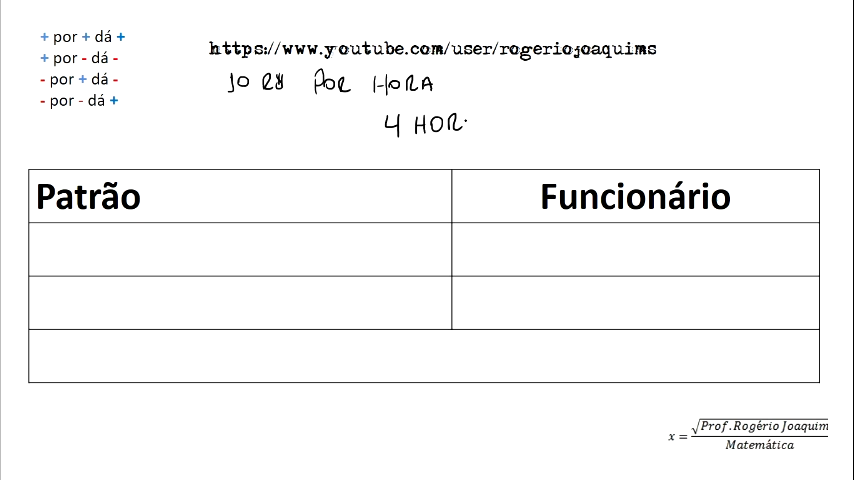 + por + dá +
+ por - dá -
- por + dá -
- por - dá +
https://www.youtube.com/user/rogeriojoaquims
10 R$ POR HORA
4 HOR
Patrão Funcionário
x = √Prof.Rogério Joaquim
Matemática